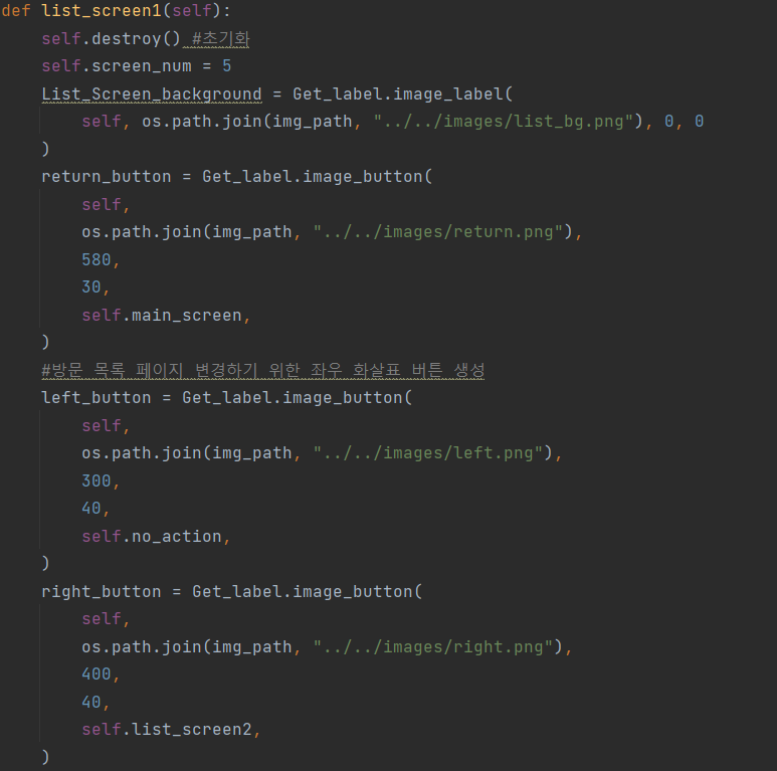 def list_screen1(self):
    self.destroy() #초기화
    self.screen_num = 5
    List_Screen_background = Get_label.image_label(
        self, os.path.join(img_path, "../../images/list_bg.png"), 0, 0
    )
    return_button = Get_label.image_button(
        self,
        os.path.join(img_path, "../../images/return.png"),
        580,
        30,
        self.main_screen,
    )
    #방문 목록 페이지 변경하기 위한 좌우 화살표 버튼 생성
    left_button = Get_label.image_button(
        self,
        os.path.join(img_path, "../../images/left.png"),
        300,
        40,
        self.no_action,
    )
    right_button = Get_label.image_button(
        self,
        os.path.join(img_path, "../../images/right.png"),
        400,
        40,
        self.list_screen2,
    )